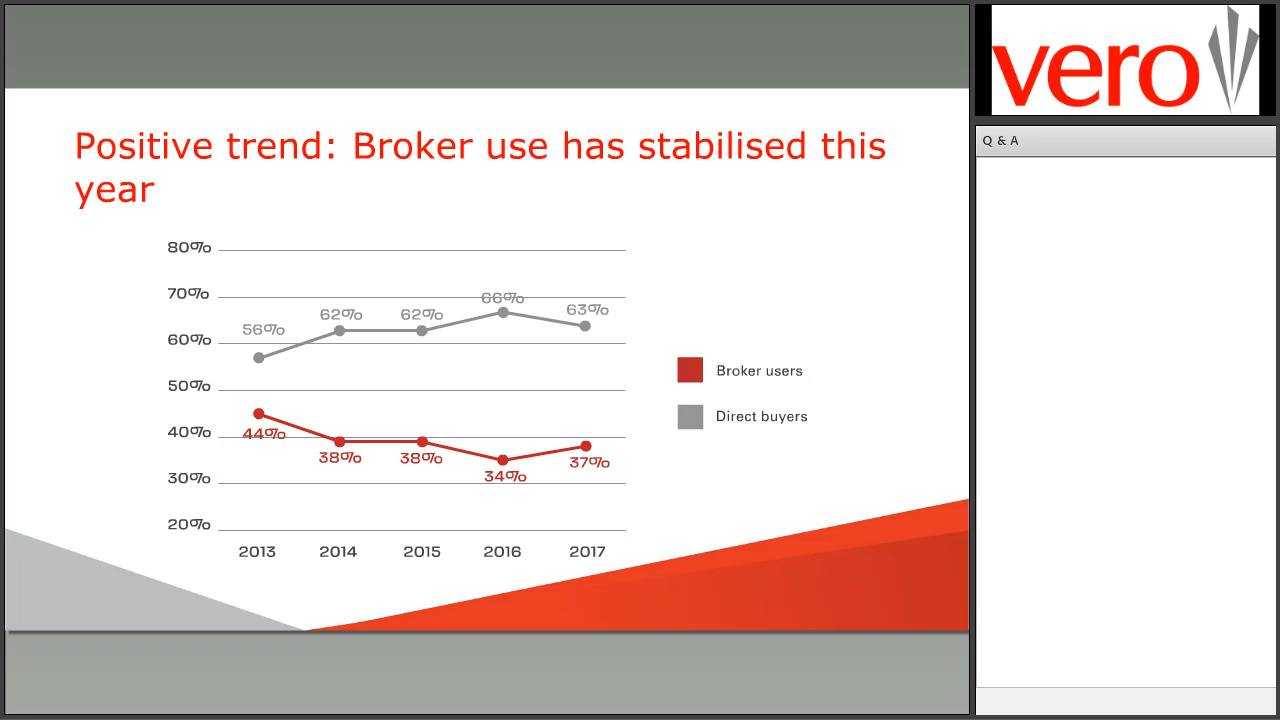 Positive trend: Broker use has stabilised this
year
80%
70%
60%
50%
40%
30%
20%
56%
62%
62%
66%
63%
44%
38%
38%
34%
37%
2013 2014 2015 2016 2017
Broker users
Direct buyers
vero
Q & A